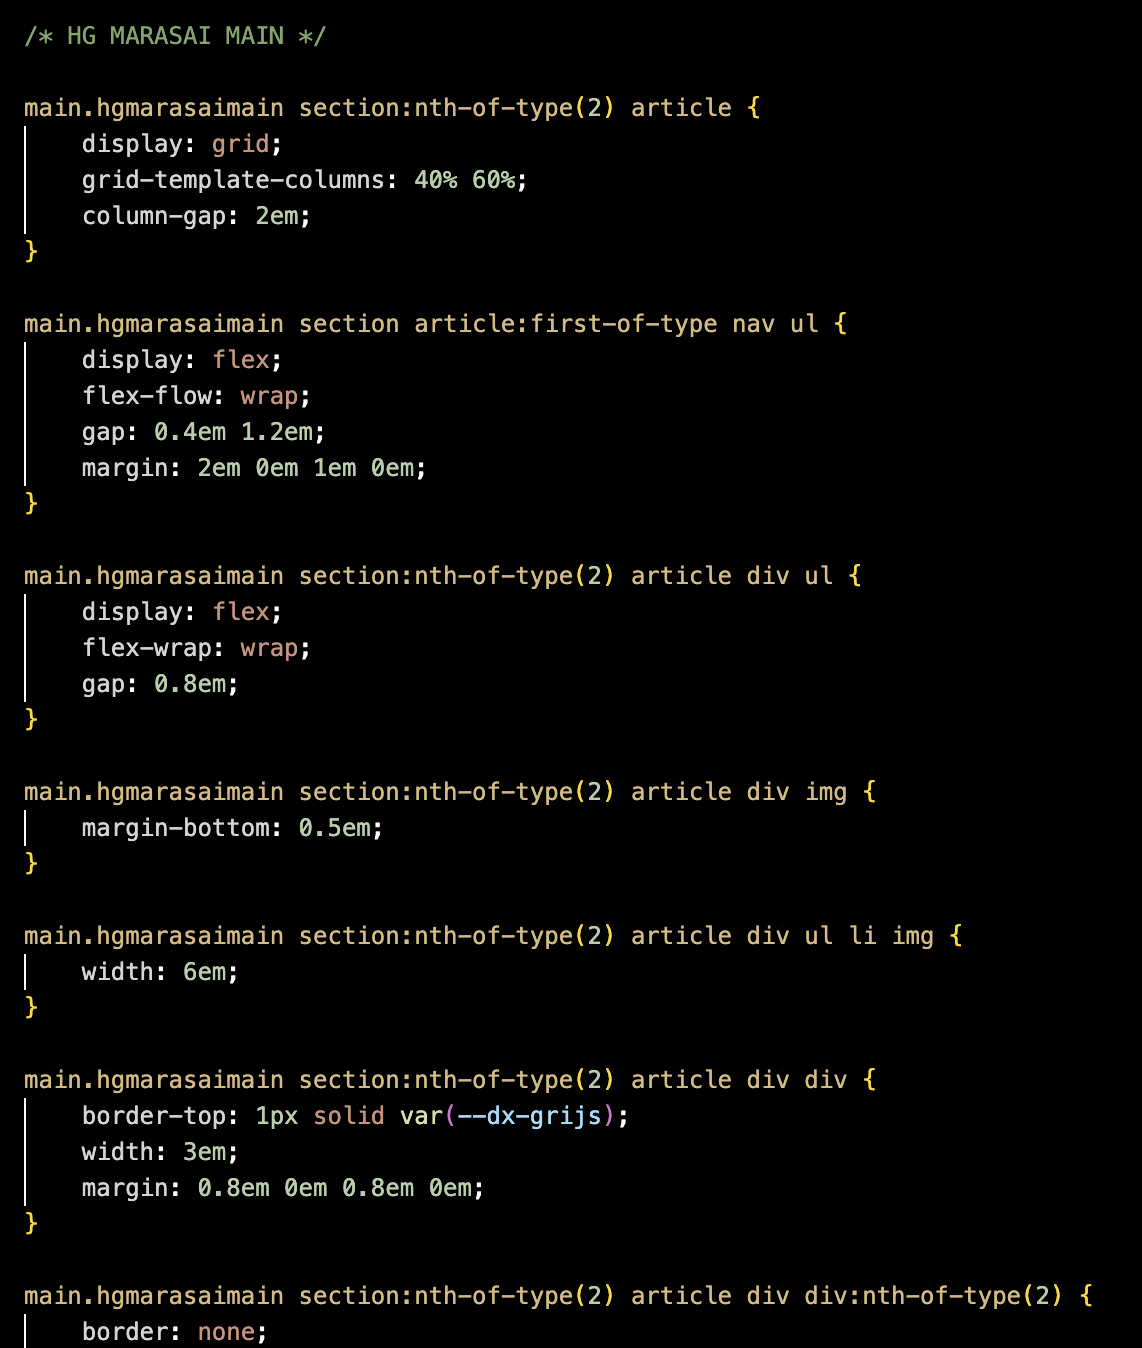 /* HG MARASAI MAIN */
main.hgmarasaimain section:nth-of-type(2) article {
display: grid;
grid-template-columns: 40% 60%;
column-gap: 2em;
}
main.hgmarasaimain section article:first-of-type nav ul {
display: flex;
flex-flow: wrap;
gap: 0.4em 1.2em;
margin: 2em 0em 1em 0em;
}
main.hgmarasaimain section:nth-of-type(2) article div ul {
display: flex;
flex-wrap: wrap;
gap: 0.8em;
}
main.hgmarasaimain section:nth-of-type(2) article div img {
margin-bottom: 0.5em;
}
main.hgmarasaimain section:nth-of-type(2) article div ul li img {
width: 6em;
}
main.hgmarasaimain section:nth-of-type(2) article div div {
border-top: 1px solid var(--dx-grijs);
width: 3em;
margin: 0.8em 0em 0.8em 0em;
}
main.hgmarasaimain section:nth-of-type(2) article div div:nth-of-type(2) {
border: none;